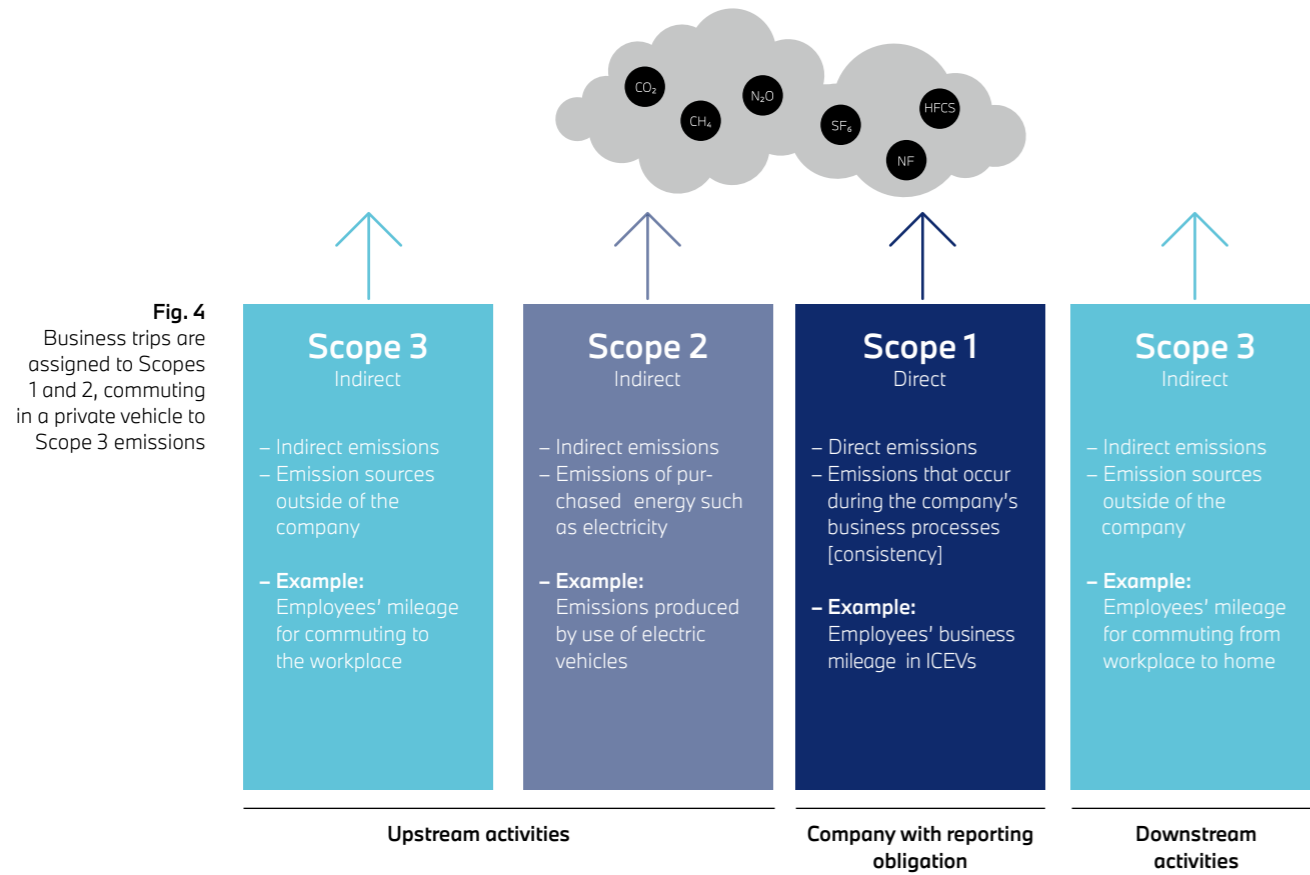 CO₂
CH₄
N₂O
SF₆
HFCS
NF
Fig. 4
Business trips are
assigned to Scopes
1 and 2, commuting
in a private vehicle to
Scope 3 emissions
Scope 3
Indirect
– Indirect emissions
– Emission sources
outside of the
company
– Example:
Employees’ mileage
for commuting to
the workplace
Scope 2
Indirect
– Indirect emissions
– Emissions of pur-
chased energy such
as electricity
– Example:
Emissions produced
by use of electric
vehicles
Scope 1
Direct
– Direct emissions
– Emissions that occur
during the company’s
business processes
[consistency]
– Example:
Employees’ business
mileage in ICEVs
Scope 3
Indirect
– Indirect emissions
– Emission sources
outside of the
company
– Example:
Employees’ mileage
for commuting from
workplace to home
Upstream activities
Company with reporting
obligation
Downstream
activities